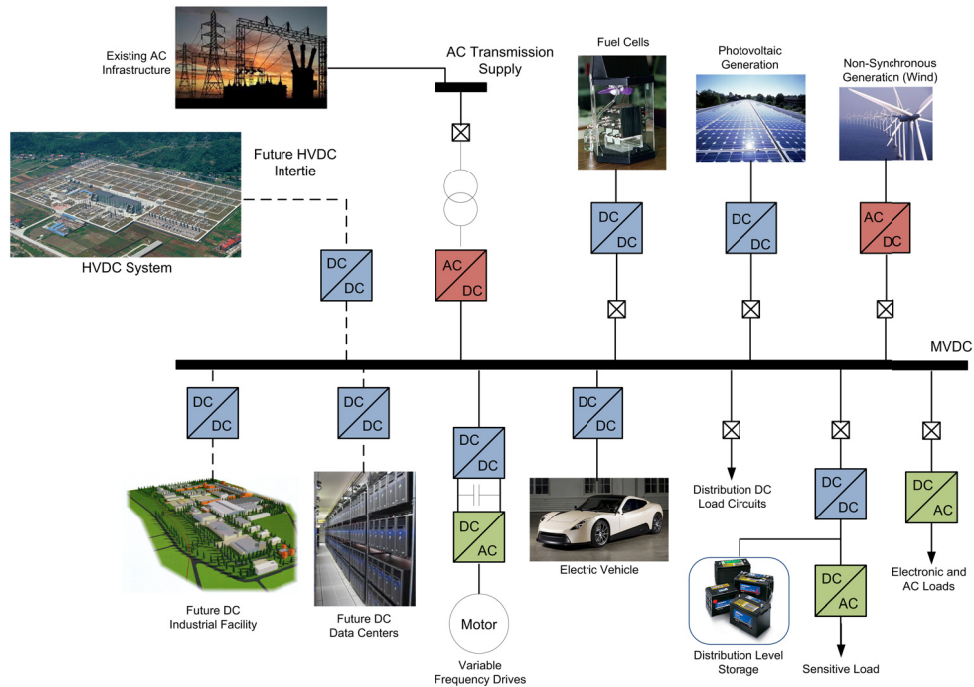 Existing AC
Infrastructure
AC Transmission
Supply
Fuel Cells
Photovoltaic
Generation
Non-Synchronous
Generation (Wind)
Future HVDC
Intertie
HVDC System
DC
DC
AC
DC
DC
DC
DC
DC
AC
DC
MVDC
DC
DC
DC
DC
DC
DC
DC
AC
Motor
Variable
Frequency Drives
DC
DC
Electric Vehicle
Distribution DC
Load Circuits
DC
DC
DC
AC
DC
AC
Electronic and
AC Loads
Future DC
Industrial Facility
Future DC
Data Centers
Distribution Level
Storage
Sensitive Load